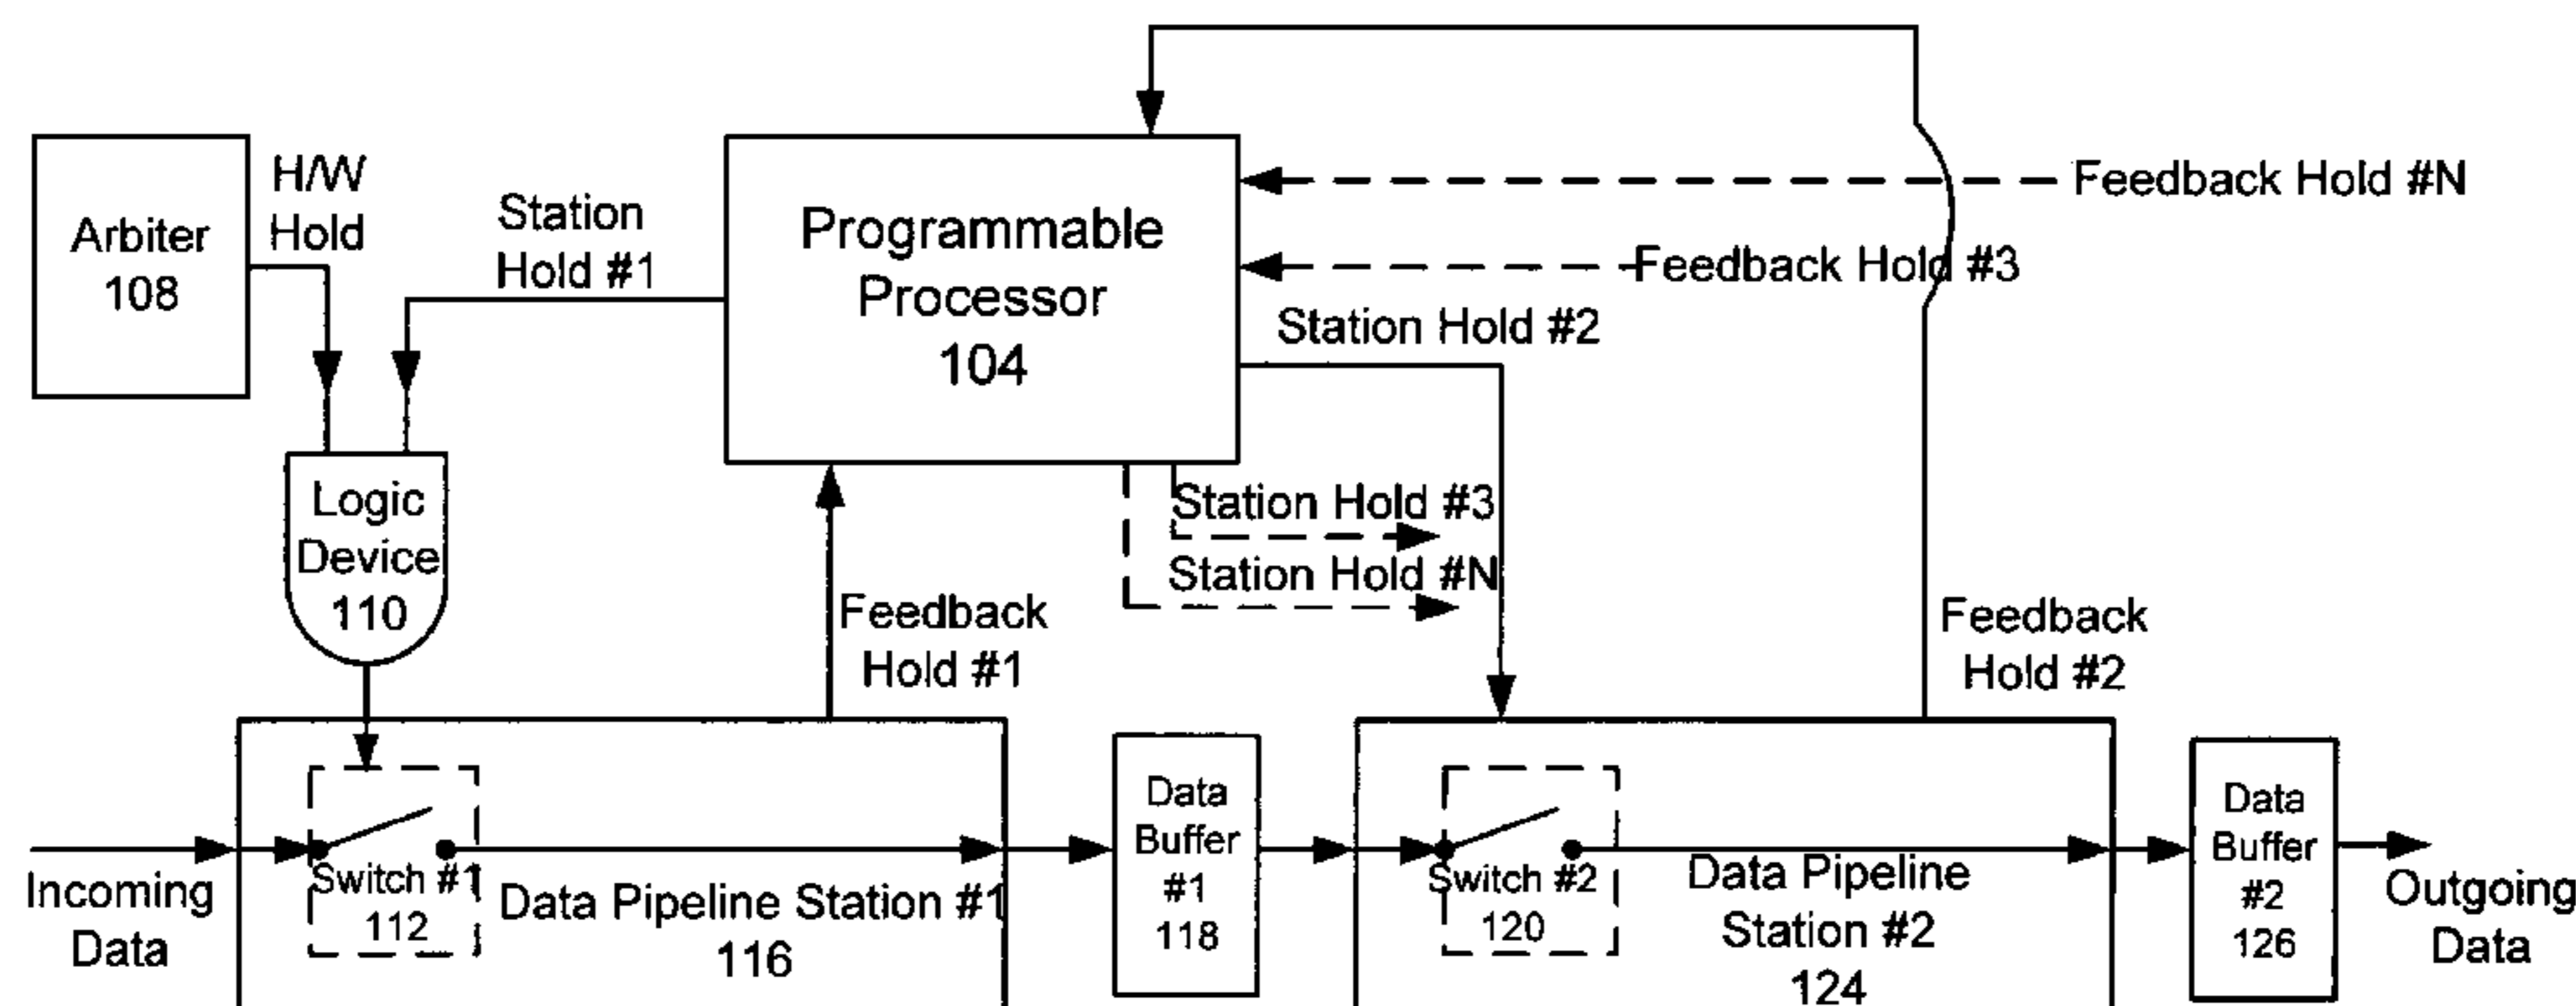 H/W
Hold
Arbiter
108
Station
Hold #1
Programmable
Processor
104
Feedback Hold #N
Feedback Hold #3
Station Hold #2
Station Hold #3
Station Hold #N
Logic
Device
110
Feedback
Hold #1
Feedback
Hold #2
Incoming
Data
Switch #1
112
Data Pipeline Station #1
116
Data
Buffer
#1
118
Switch #2
120
Data Pipeline
Station #2
124
Data
Buffer
#2
126
Outgoing
Data